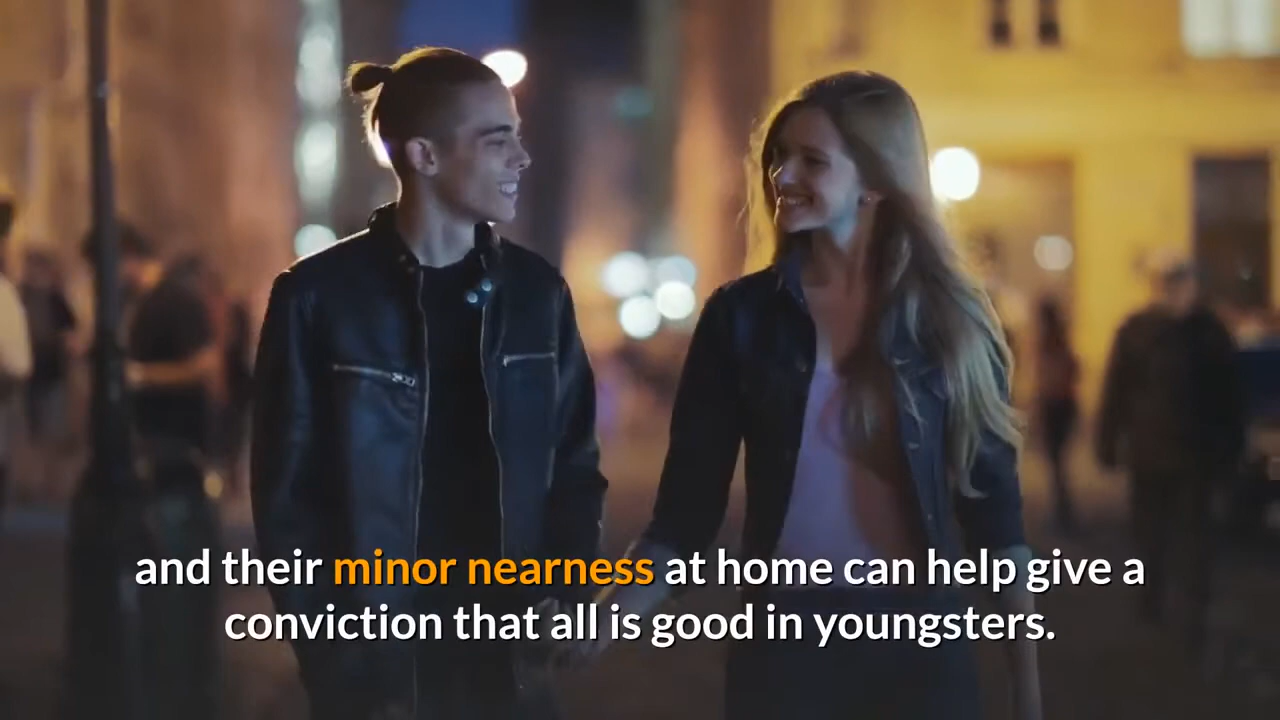 and their minor nearness at home can help give a
conviction that all is good in youngsters.